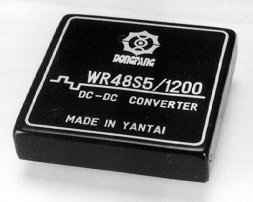 DONGFANG
WR48S5/1200
DC-DC CONVERTER
MADE IN YANTAI